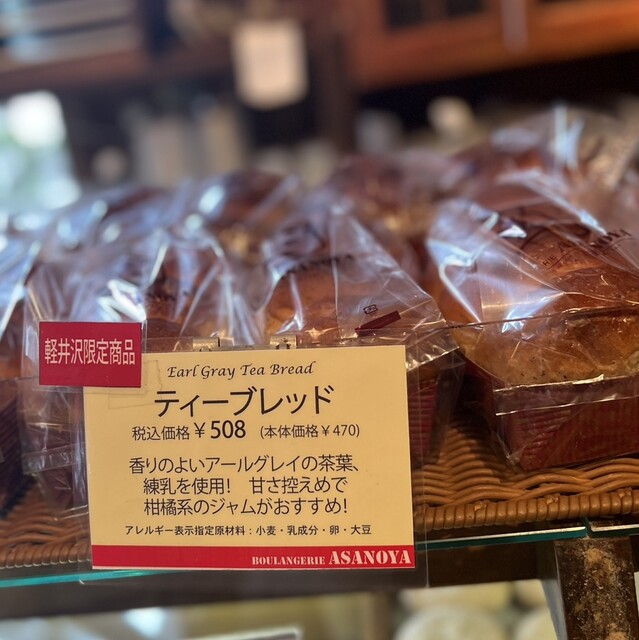 軽井沢限定商品
Earl Gray Tea Bread
ティーブレッド
税込価格¥508 (本体価格¥470)
香りのよいアールグレイの茶葉、
練乳を使用! 甘さ控えめで
柑橘系のジャムがおすすめ!
アレルギー表示指定原材料:小麦・乳成分・卵・大豆
BOULANGERIE ASANOYA